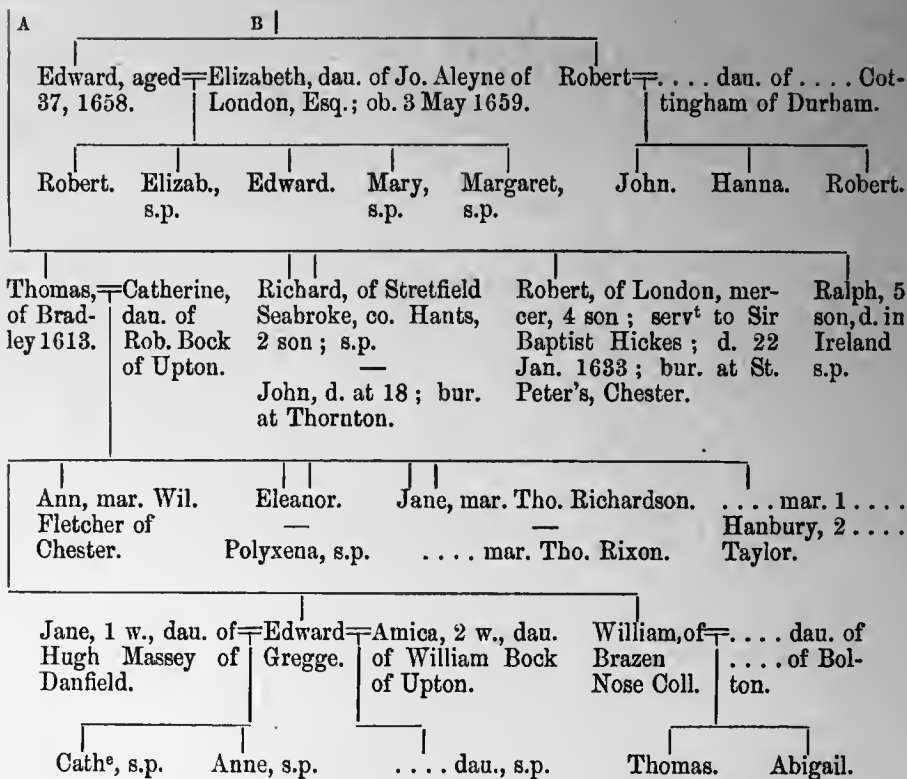 A
B
Edward, aged
37, 1658.
Elizabeth, dau. of Jo. Aleyne of
London, Esq.; ob. 3 May 1659.
Robert
. . . . dau. of . . . . Cot-
tingham of Durham.
Robert.
Elizab.,
s.p.
Edward.
Mary,
s.p.
Margaret,
s.p.
John.
Hanna.
Robert.
Thomas,
of Brad-
ley 1613.
Catherine,
dau. of
Rob. Bock
of Upton.
Richard, of Stretfield
Seabroke, co. Hants,
2 son; s.p.
—
John, d. at 18; bur.
at Thornton.
Robert, of London, mer-
cer, 4 son; servᵗ to Sir
Baptist Hickes; d. 22
Jan. 1633; bur. at St.
Peter's, Chester.
Ralph, 5
son, d. in
Ireland
s.p.
Ann, mar. Wil.
Fletcher of
Chester.
Eleanor.
—
Polyxena, s.p.
Jane, mar. Tho. Richardson.
—
. . . . mar. Tho. Rixon.
. . . . mar. 1 . . . .
Hanbury, 2 . . . .
Taylor.
Jane, 1 w., dau. of
Hugh Massey of
Danfield.
Edward
Gregge.
Amica, 2 w., dau.
of William Bock
of Upton.
William, of
Brazen
Nose Coll.
. . . . dau. of
. . . . of Bol-
ton.
Cathᵉ, s.p.
Anne, s.p.
. . . . dau., s.p.
Thomas.
Abigail.